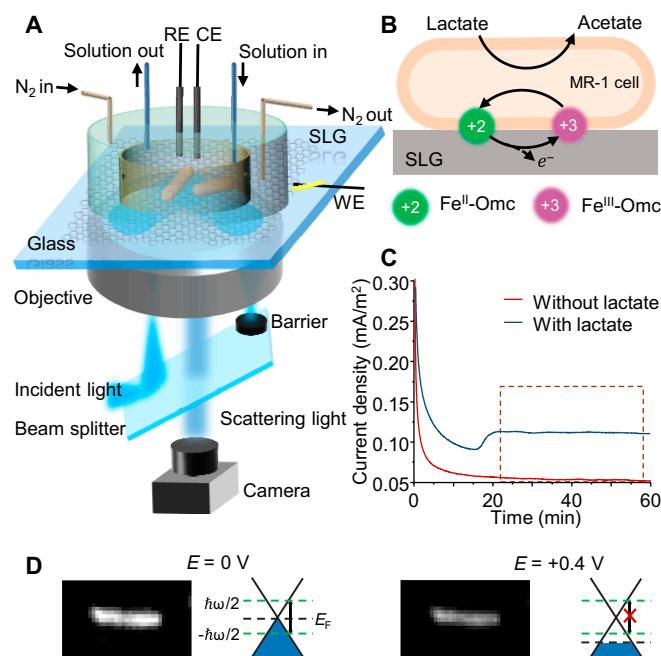 A
RE CE
Solution out
Solution in
N₂ in
N₂ out
SLG
WE
Glass
Objective
Barrier
Incident light
Beam splitter
Scattering light
Camera
B
Lactate
Acetate
MR-1 cell
+2
+3
SLG
e⁻
+2 Feᴵᴵ-Omc
+3 Feᴵᴵᴵ-Omc
C
Current density (mA/m²)
0.30
0.25
0.20
0.15
0.10
0.05
Without lactate
With lactate
0 20 40 60
Time (min)
D
E = 0 V
ħω/2
E_F
-ħω/2
E = +0.4 V